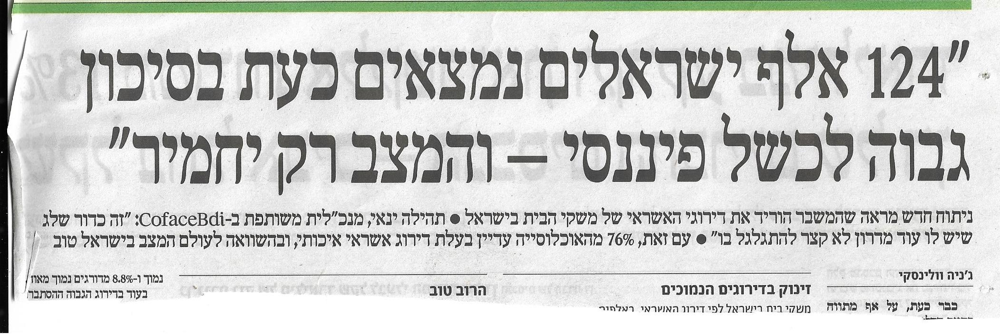 "124 אלף ישראלים נמצאים כעת בסיכון
גבוה לכשל פיננסי – והמצב רק יחמיר"
ניתוח חדש מראה שהמשבר הוריד את דירוגי האשראי של משקי הבית בישראל ● תהילה ינאי, מנכ"לית משותפת ב-CofaceBdi: "זה כדור שלג
שיש לו עוד מדרון לא קצר להתגלגל בו" ● עם זאת, 76% מהאוכלוסייה עדיין בעלת דירוג אשראי איכותי, ובהשוואה לעולם המצב בישראל טוב
ג'ניה וולינסקי
כבר כעת, על אף מתווה
זינוק בדירוגים הנמוכים
משקי בית בישראל לפי דירוג האשראי, באלפים
הרוב טוב
נמוך ו-8.8% מדורגים נמוך מאוד
בעוד בדירוג הגבוה ההסתבר